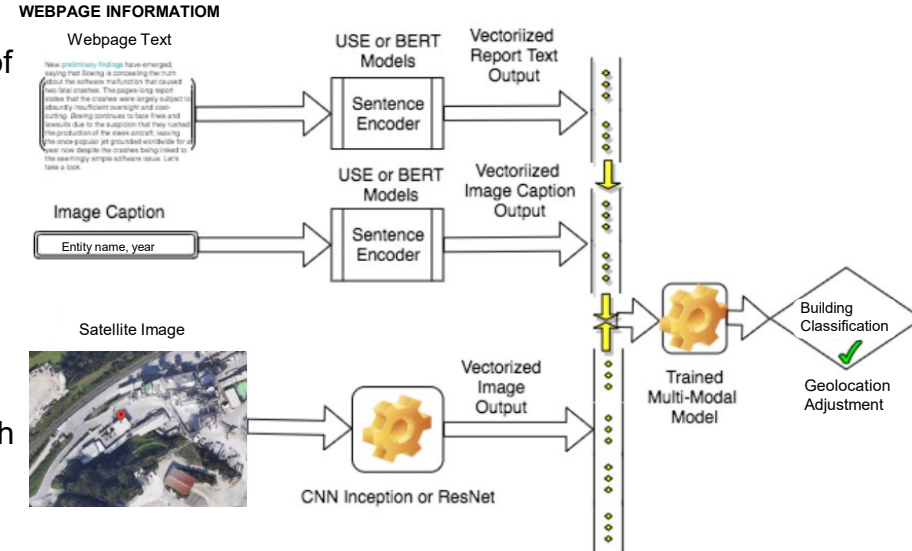 WEBPAGE INFORMATIOM
Webpage Text
of
New preliminary findings have emerged,
saying that Boeing is concealing the truth
about the software malfunction that caused
two fatal crashes. The pages-long report
states that the crashes were largely subject to
absurdly insufficient oversight and cost-
cutting. Boeing continues to face fines and
lawsuits due to the suspicion that they rushed
the production of the sleek aircraft, leaving
the once-popular jet grounded worldwide for a
year now despite the crashes being linked to
the seemingly simple software issue. Let's
take a look.
USE or BERT
Models
Sentence
Encoder
Vectoriized
Report Text
Output
Image Caption
Entity name, year
USE or BERT
Models
Sentence
Encoder
Vectoriized
Image Caption
Output
Satellite Image
h
CNN Inception or ResNet
Vectorized
Image
Output
Trained
Multi-Modal
Model
Building
Classification
Geolocation
Adjustment